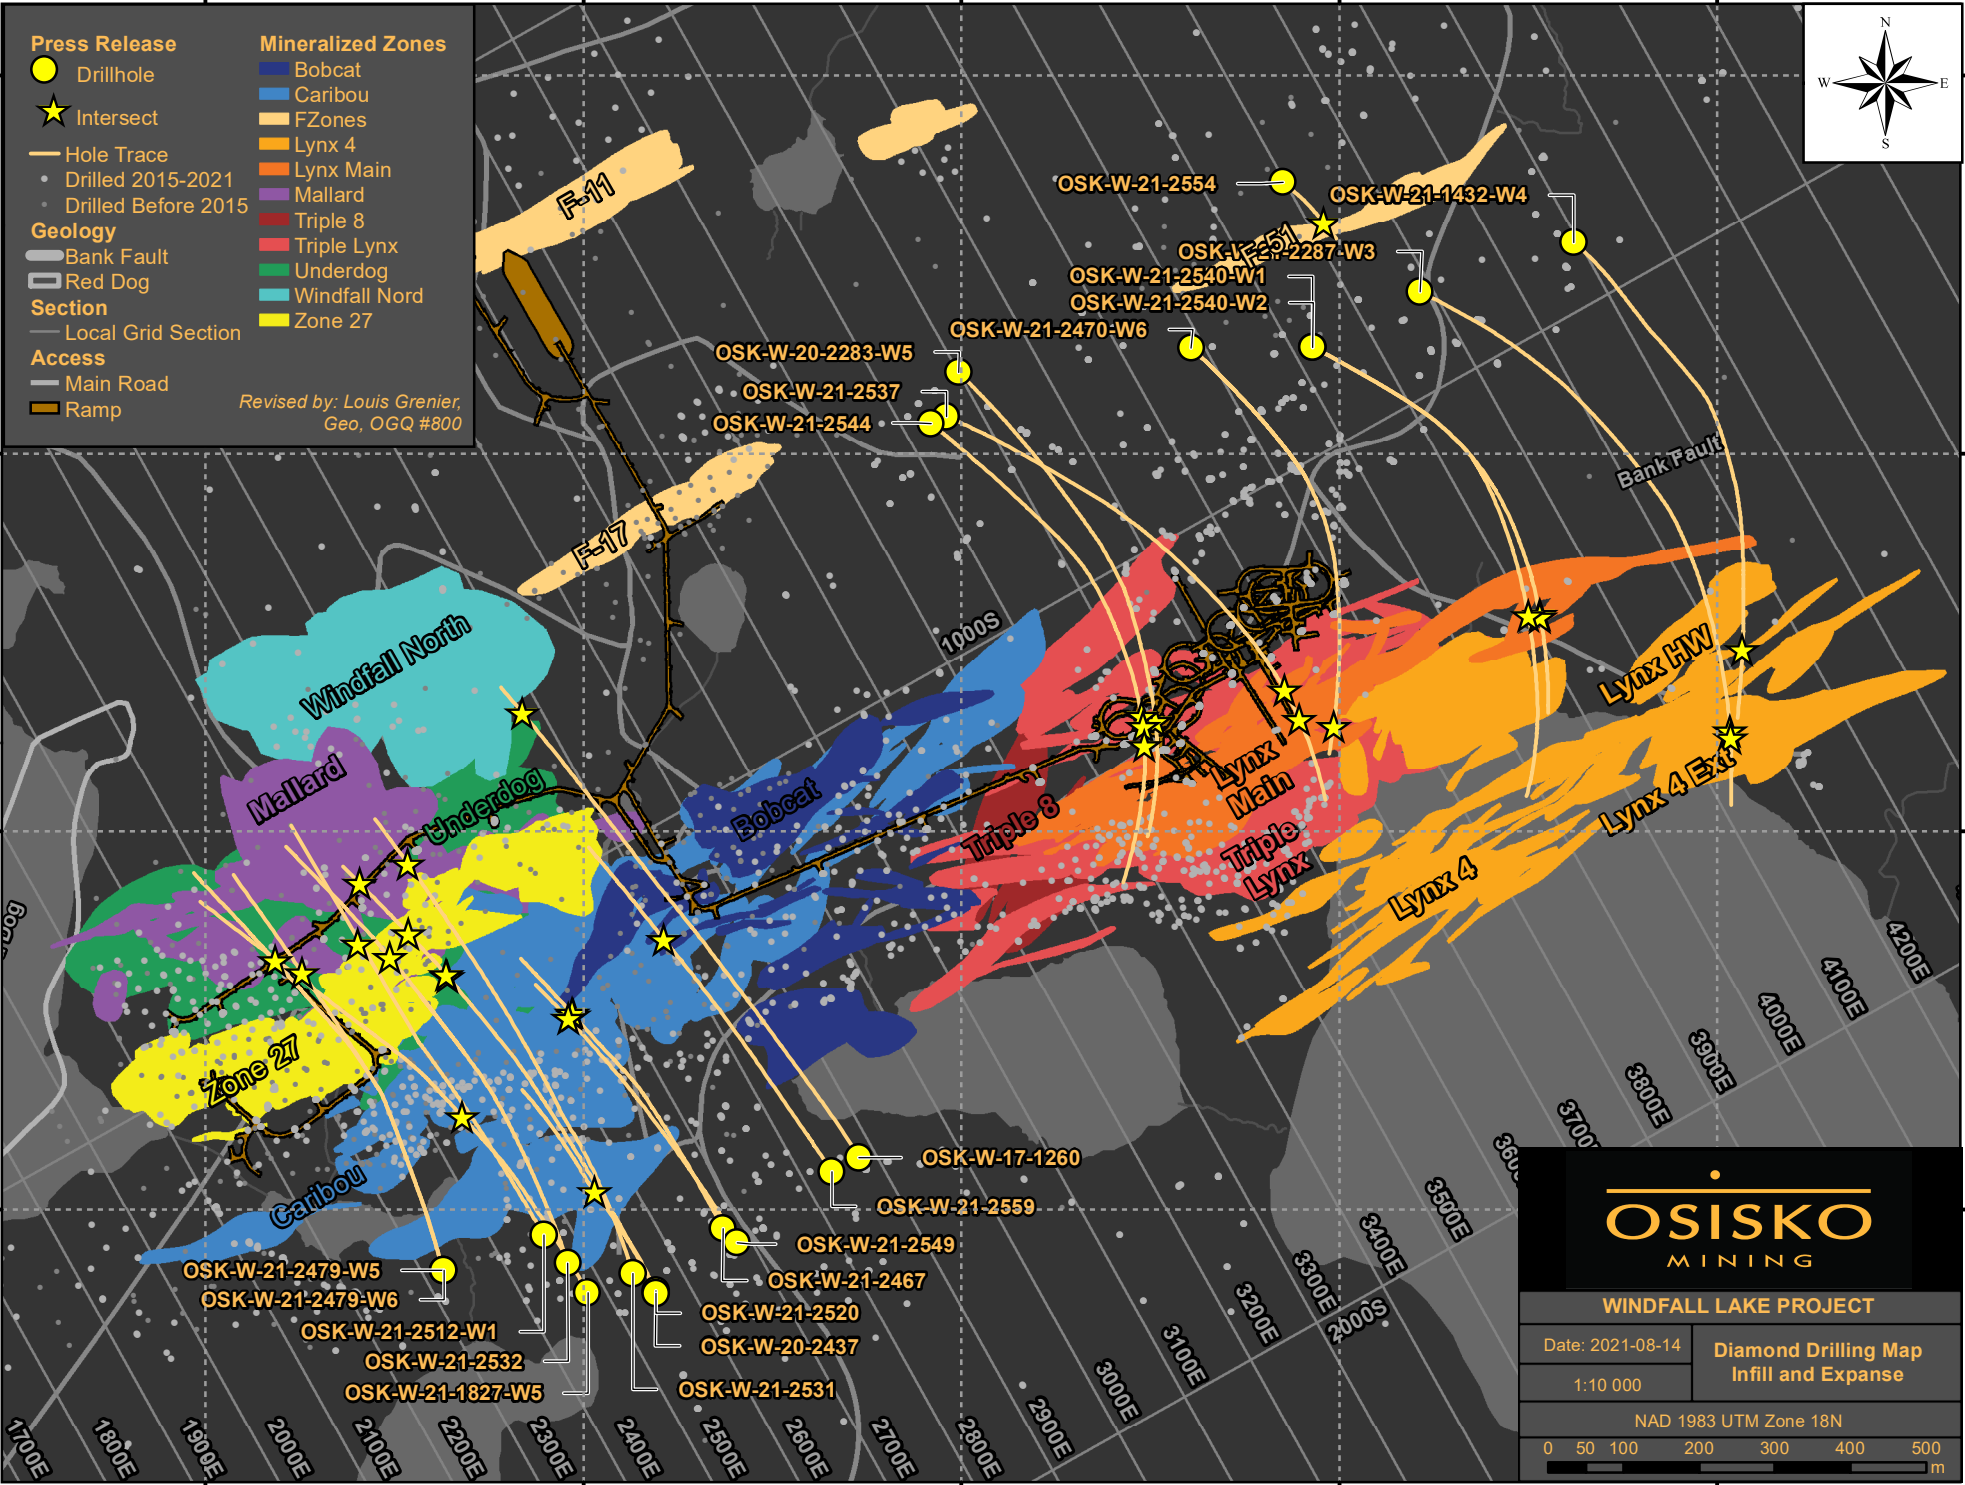 Press Release
Drillhole
Intersect
Hole Trace
Drilled 2015-2021
Drilled Before 2015
Geology
Bank Fault
Red Dog
Section
Local Grid Section
Access
Main Road
Ramp
Mineralized Zones
Bobcat
Caribou
FZones
Lynx 4
Lynx Main
Mallard
Triple 8
Triple Lynx
Underdog
Windfall Nord
Zone 27
Revised by: Louis Grenier,
Geo, OGQ #800
N
W
E
S
F-11
F-17
F-51
OSK-W-21-2554
OSK-W-21-1432-W4
OSK-W-21-2287-W3
OSK-W-21-2540-W1
OSK-W-21-2540-W2
OSK-W-21-2470-W6
OSK-W-20-2283-W5
OSK-W-21-2537
OSK-W-21-2544
Bank Fault
1000S
Windfall North
Mallard
Underdog
Bobcat
Triple 8
Lynx
Main
Triple
Lynx
Lynx HW
Lynx 4 Ext
Lynx 4
Zone 27
Caribou
OSK-W-17-1260
OSK-W-21-2559
OSK-W-21-2549
OSK-W-21-2467
OSK-W-21-2520
OSK-W-20-2437
OSK-W-21-2531
OSK-W-21-2479-W5
OSK-W-21-2479-W6
OSK-W-21-2512-W1
OSK-W-21-2532
OSK-W-21-1827-W5
1700E
1800E
1900E
2000E
2100E
2200E
2300E
2400E
2500E
2600E
2700E
2800E
2900E
3000E
3100E
3200E
3300E
3400E
3500E
3800E
3900E
4000E
4100E
4200E
2000S
OSISKO
MINING
WINDFALL LAKE PROJECT
Date: 2021-08-14
1:10 000
Diamond Drilling Map
Infill and Expanse
NAD 1983 UTM Zone 18N
0 50 100 200 300 400 500
m